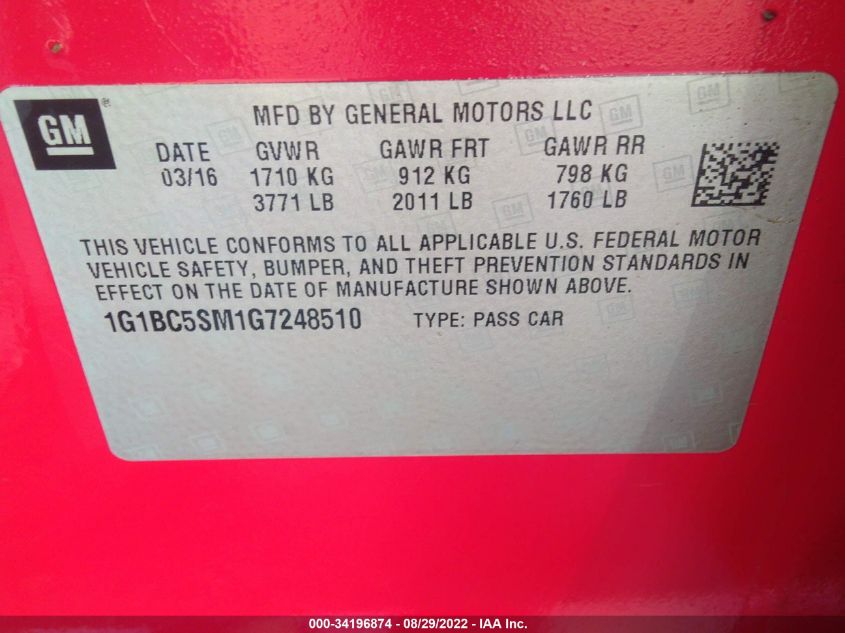 GM ®
MFD BY GENERAL MOTORS LLC
DATE GVWR GAWR FRT GAWR RR
03/16 1710 KG 912 KG 798 KG
3771 LB 2011 LB 1760 LB
THIS VEHICLE CONFORMS TO ALL APPLICABLE U.S. FEDERAL MOTOR
VEHICLE SAFETY, BUMPER, AND THEFT PREVENTION STANDARDS IN
EFFECT ON THE DATE OF MANUFACTURE SHOWN ABOVE.
1G1BC5SM1G7248510 TYPE: PASS CAR
000-34196874 - 08/29/2022 - IAA Inc.